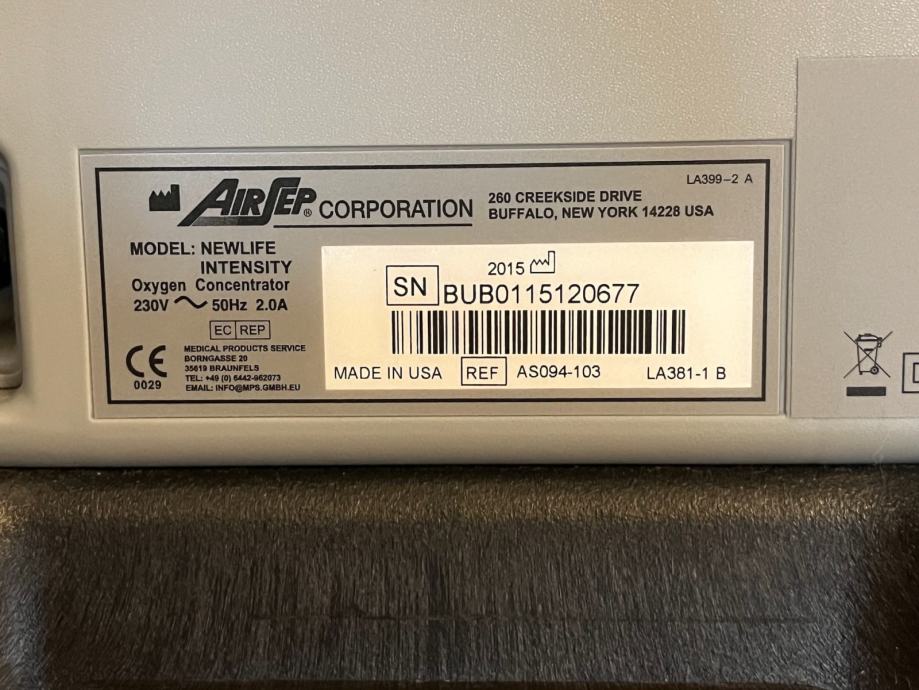 LA399-2 A
AIRSEP® CORPORATION
260 CREEKSIDE DRIVE
BUFFALO, NEW YORK 14228 USA
MODEL: NEWLIFE
INTENSITY
Oxygen Concentrator
230V ~ 50Hz 2.0A
EC REP
CE
0029
MEDICAL PRODUCTS SERVICE
BORNGASSE 20
35619 BRAUNFELS
TEL: +49 (0) 6442-962073
EMAIL: INFO@MPS.GMBH.EU
2015
SN BUB0115120677
MADE IN USA REF AS094-103 LA381-1 B